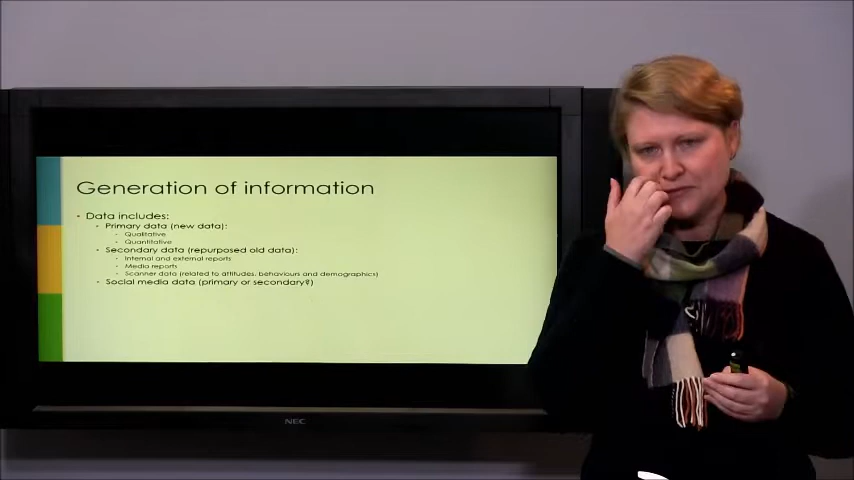 Generation of information
- Data includes:
- Primary data (new data):
- Qualitative
- Quantitative
- Secondary data (repurposed old data):
- Internal and external reports
- Media reports
- Scanner data (related to attitudes, behaviours and demographics)
- Social media data (primary or secondary?)
NEC